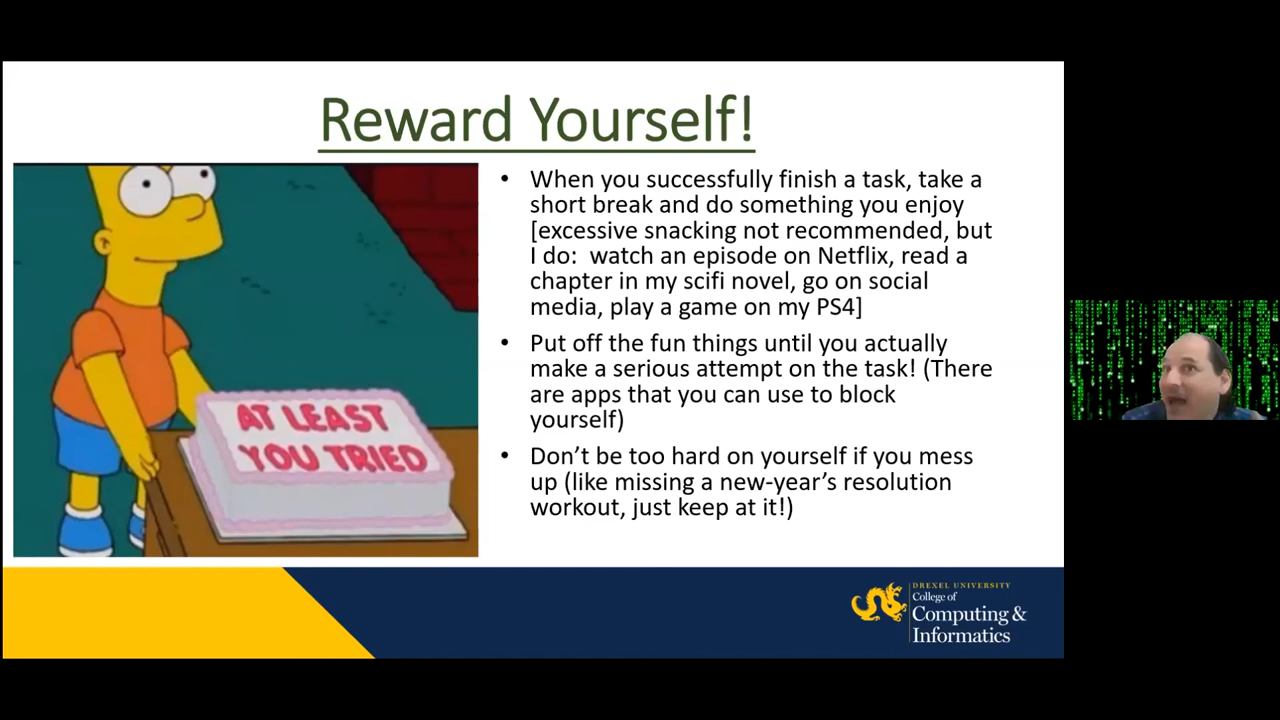 Reward Yourself!
AT LEAST
YOU TRIED
• When you successfully finish a task, take a
short break and do something you enjoy
[excessive snacking not recommended, but
I do:  watch an episode on Netflix, read a
chapter in my scifi novel, go on social
media, play a game on my PS4]
• Put off the fun things until you actually
make a serious attempt on the task! (There
are apps that you can use to block
yourself)
• Don’t be too hard on yourself if you mess
up (like missing a new-year’s resolution
workout, just keep at it!)
DREXEL UNIVERSITY
College of
Computing &
Informatics